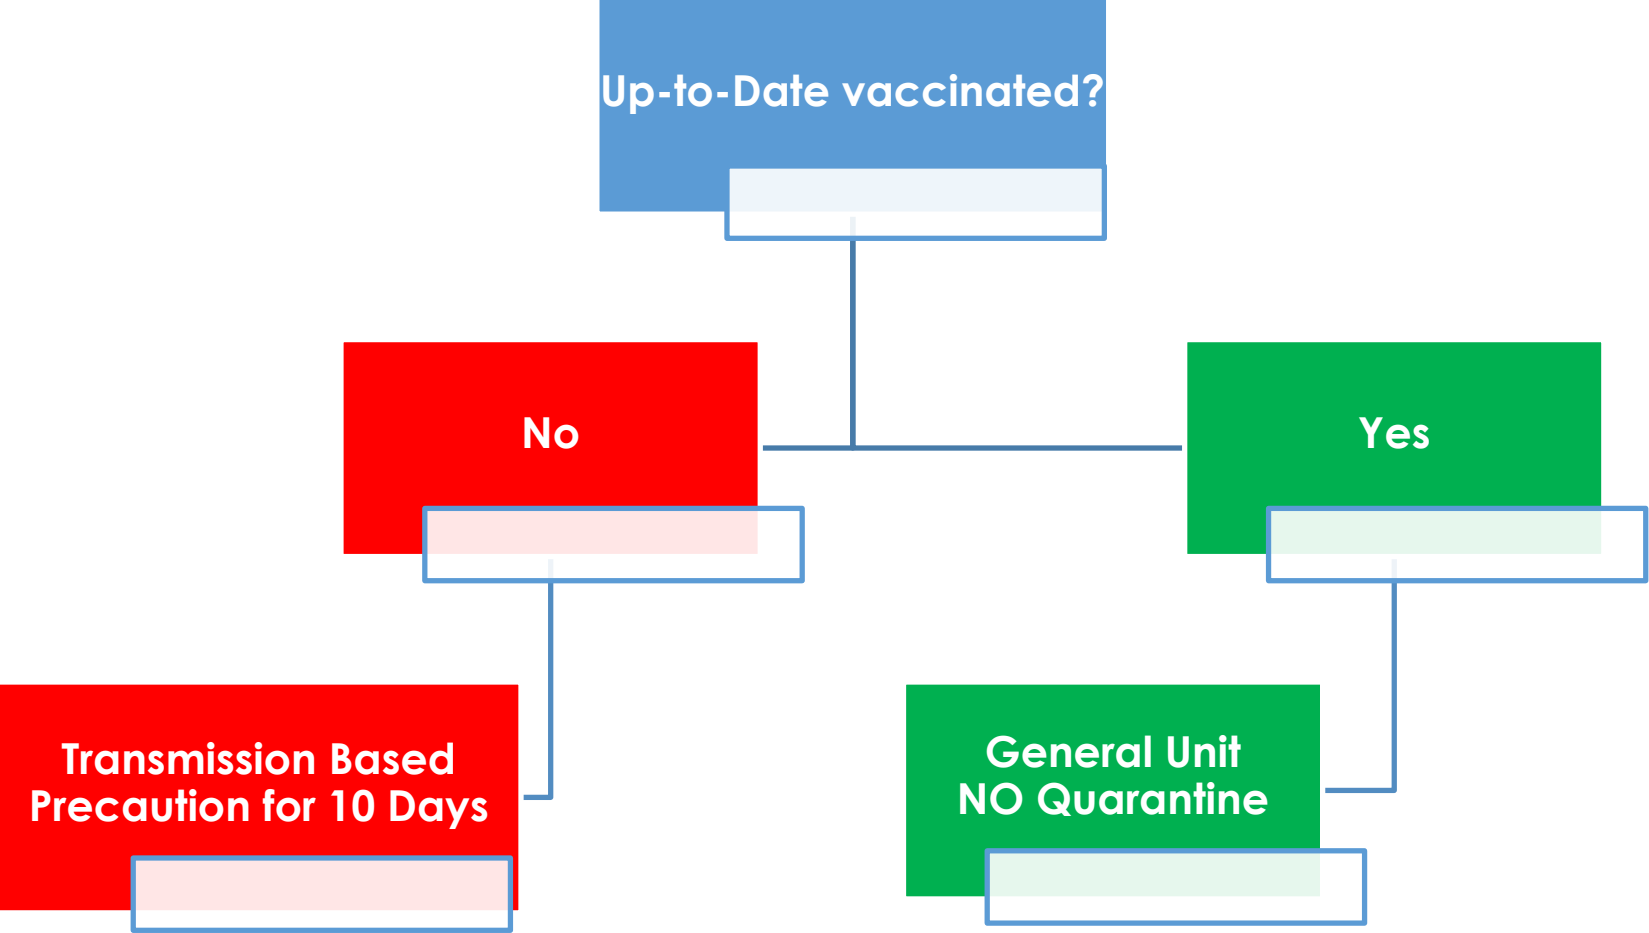 Up-to-Date vaccinated?
No
Yes
Transmission Based
Precaution for 10 Days
General Unit
NO Quarantine